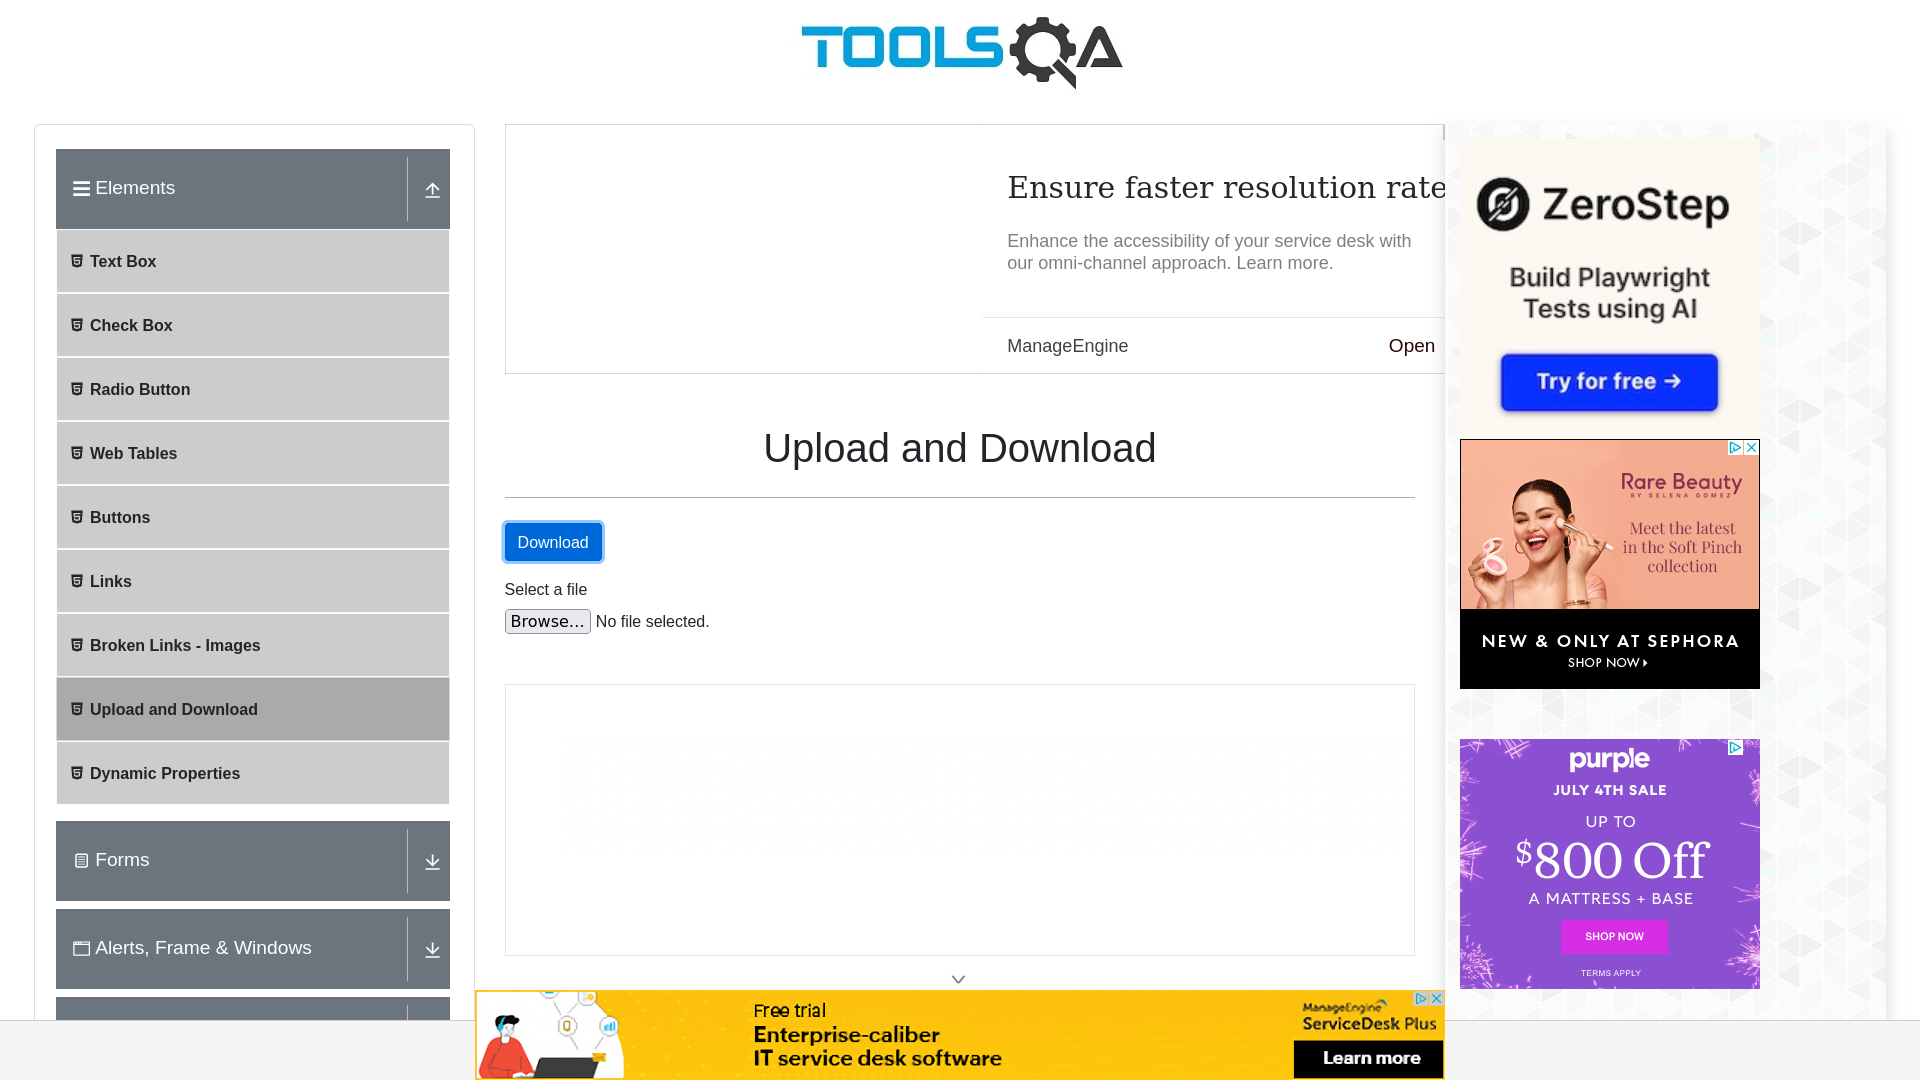 TOOLSQA
Elements
Text Box
Check Box
Radio Button
Web Tables
Buttons
Links
Broken Links - Images
Upload and Download
Dynamic Properties
Forms
Alerts, Frame & Windows
Ensure faster resolution rate
Enhance the accessibility of your service desk with
our omni-channel approach. Learn more.
ManageEngine
Open
Upload and Download
Download
Select a file
Browse...
No file selected.
ZeroStep
Build Playwright
Tests using AI
Try for free →
Rare Beauty
BY SELENA GOMEZ
Meet the latest
in the Soft Pinch
collection
NEW & ONLY AT SEPHORA
SHOP NOW
purple
JULY 4TH SALE
UP TO
$800 Off
A MATTRESS + BASE
SHOP NOW
TERMS APPLY
Free trial
Enterprise-caliber
IT service desk software
ManageEngine
ServiceDesk Plus
Learn more